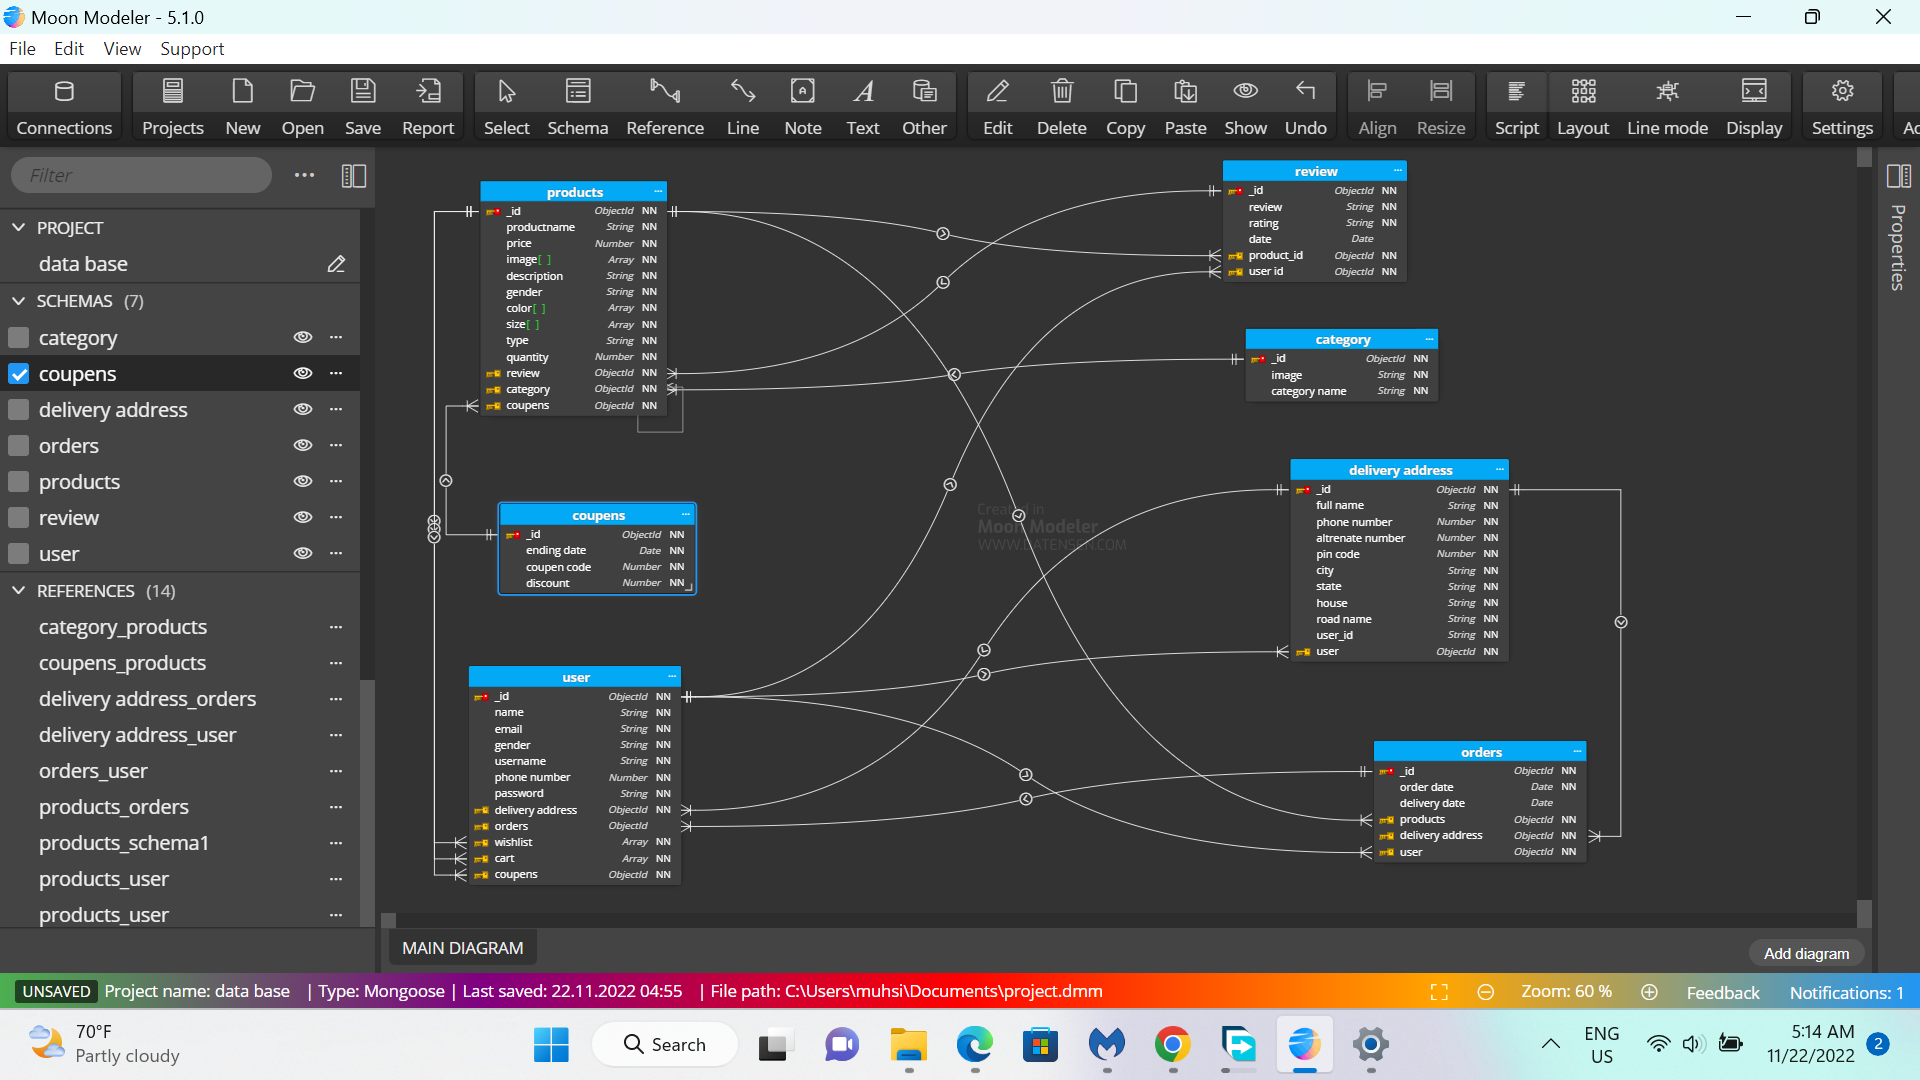 Moon Modeler - 5.1.0
File Edit View Support
Connections Projects New Open Save Report Select Schema Reference Line Note Text Other Edit Delete Copy Paste Show Undo Align Resize Script Layout Line mode Display Settings Ac
Filter
PROJECT
data base
SCHEMAS (7)
category
coupens
delivery address
orders
products
review
user
REFERENCES (14)
category_products
coupens_products
delivery address_orders
delivery address_user
orders_user
products_orders
products_schema1
products_user
products_user
products
_id ObjectId NN
productname String NN
price Number NN
image[ ] Array NN
description String NN
gender String NN
color[ ] Array NN
size[ ] Array NN
type String NN
quantity Number NN
review ObjectId NN
category ObjectId NN
coupens ObjectId NN
coupens
_id ObjectId NN
ending date Date NN
coupen code Number NN
discount Number NN
user
_id ObjectId NN
name String NN
email String NN
gender String NN
username String NN
phone number Number NN
password String NN
delivery address ObjectId NN
orders ObjectId
wishlist Array NN
cart Array NN
coupens ObjectId NN
review
_id ObjectId NN
review String NN
rating String NN
date Date
product_id ObjectId NN
user id ObjectId NN
category
_id ObjectId NN
image String NN
category name String NN
Created in
Moon Modeler
WWW.DATENSEN.COM
delivery address
_id ObjectId NN
full name String NN
phone number Number NN
altrenate number Number NN
pin code Number NN
city String NN
state String NN
house String NN
road name String NN
user_id String NN
user ObjectId NN
orders
_id ObjectId NN
order date Date NN
delivery date Date
products ObjectId NN
delivery address ObjectId NN
user ObjectId NN
Properties
MAIN DIAGRAM
Add diagram
UNSAVED Project name: data base | Type: Mongoose | Last saved: 22.11.2022 04:55 | File path: C:\Users\muhsi\Documents\project.dmm Zoom: 60 % Feedback Notifications: 1
70°F
Partly cloudy
Search
ENG
US
5:14 AM
11/22/2022
2